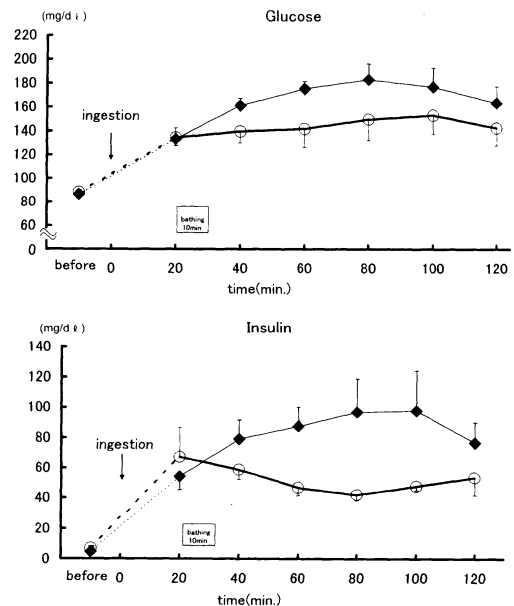 (mg/d ℓ)
Glucose
220
200
180
160
140
120
100
80
60
0
ingestion
bathing
10min
before 0 20 40 60 80 100 120
time(min.)
(mg/d ℓ)
Insulin
140
120
100
80
60
40
20
0
ingestion
bathing
10min
before 0 20 40 60 80 100 120
time(min.)